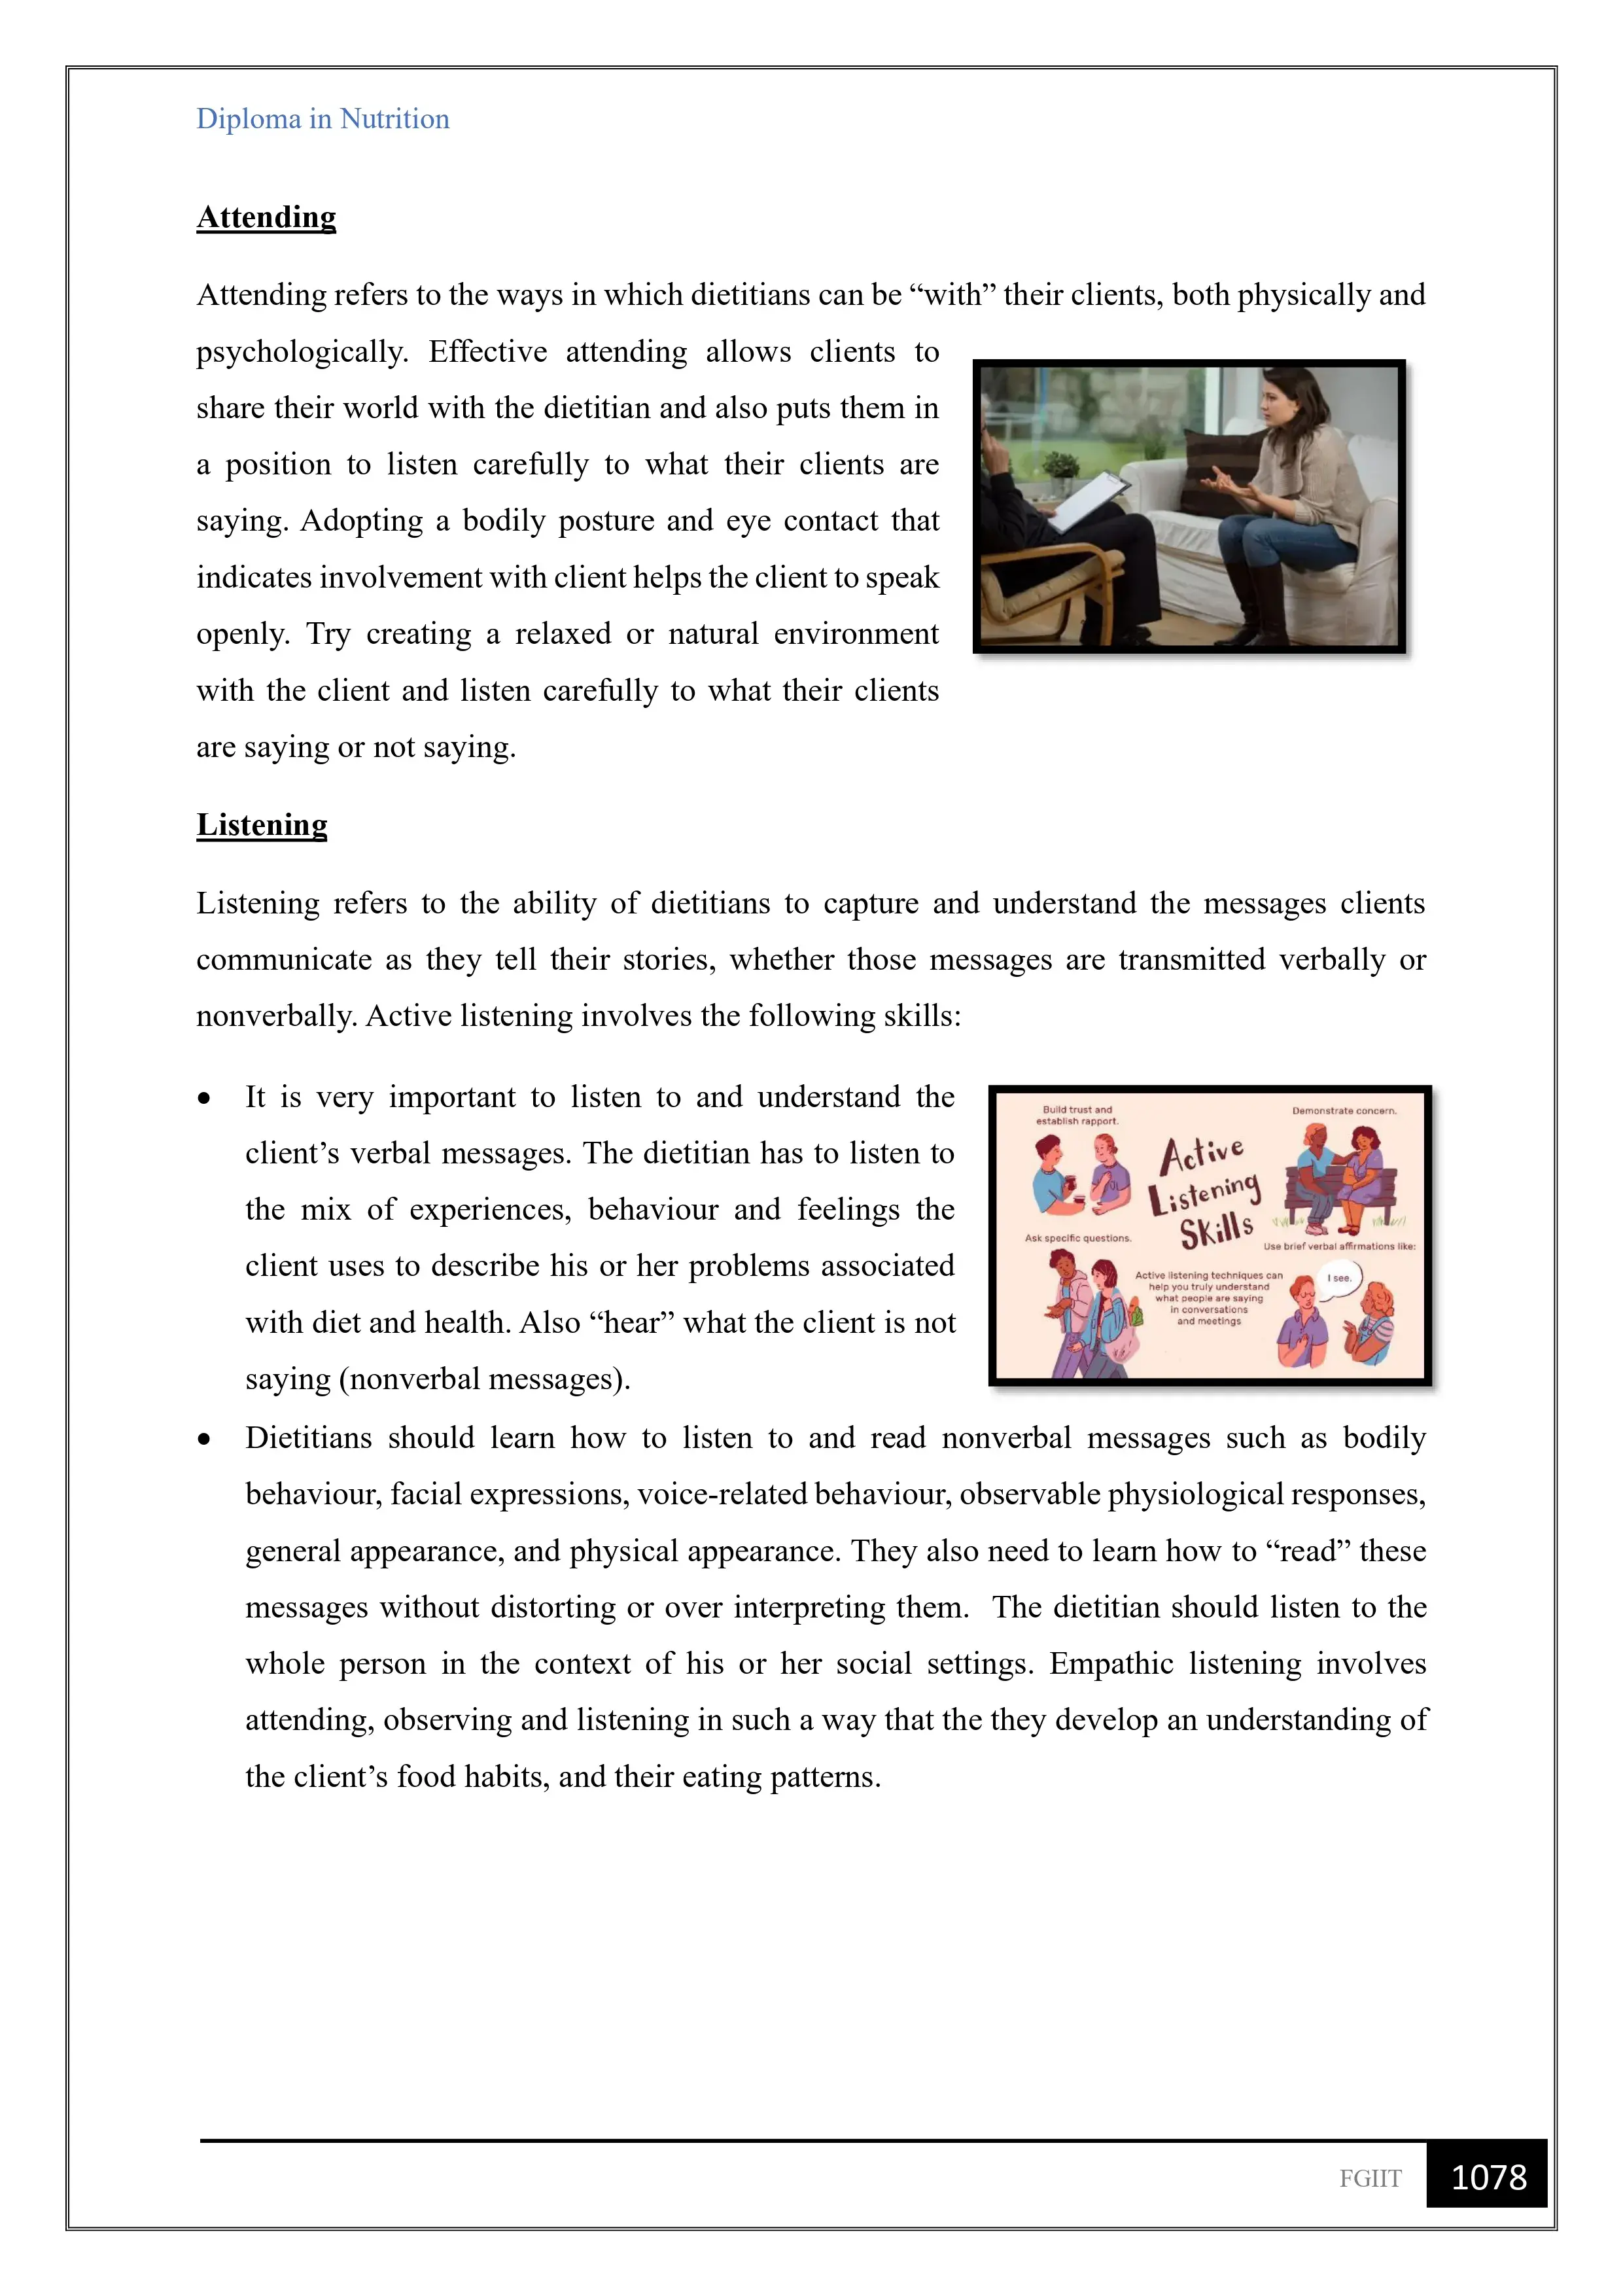 Diploma in Nutrition
Attending
Attending refers to the ways in which dietitians can be “with” their clients, both physically and
psychologically. Effective attending allows clients to
share their world with the dietitian and also puts them in
a position to listen carefully to what their clients are
saying. Adopting a bodily posture and eye contact that
indicates involvement with client helps the client to speak
openly. Try creating a relaxed or natural environment
with the client and listen carefully to what their clients
are saying or not saying.
Listening
Listening refers to the ability of dietitians to capture and understand the messages clients
communicate as they tell their stories, whether those messages are transmitted verbally or
nonverbally. Active listening involves the following skills:
• It is very important to listen to and understand the
client’s verbal messages. The dietitian has to listen to
the mix of experiences, behaviour and feelings the
client uses to describe his or her problems associated
with diet and health. Also “hear” what the client is not
saying (nonverbal messages).
Build trust and
establish rapport.
Demonstrate concern.
Active
Listening
Skills
Ask specific questions.
Use brief verbal affirmations like:
I see.
Active listening techniques can
help you truly understand
what people are saying
in conversations
and meetings
• Dietitians should learn how to listen to and read nonverbal messages such as bodily
behaviour, facial expressions, voice-related behaviour, observable physiological responses,
general appearance, and physical appearance. They also need to learn how to “read” these
messages without distorting or over interpreting them.  The dietitian should listen to the
whole person in the context of his or her social settings. Empathic listening involves
attending, observing and listening in such a way that the they develop an understanding of
the client’s food habits, and their eating patterns.
FGIIT
1078